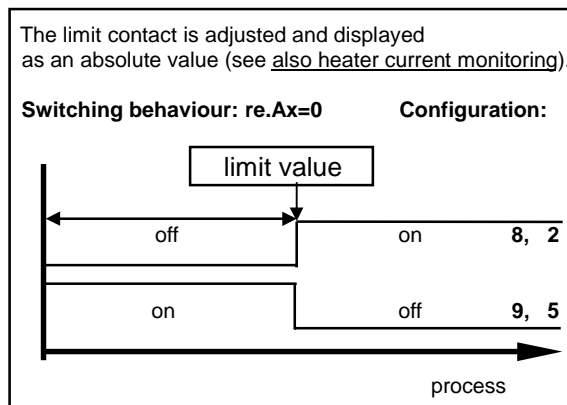 The limit contact is adjusted and displayed
as an absolute value (see also heater current monitoring).
Switching behaviour: re.Ax=0 Configuration:
limit value
off on 8, 2
on off 9, 5
process